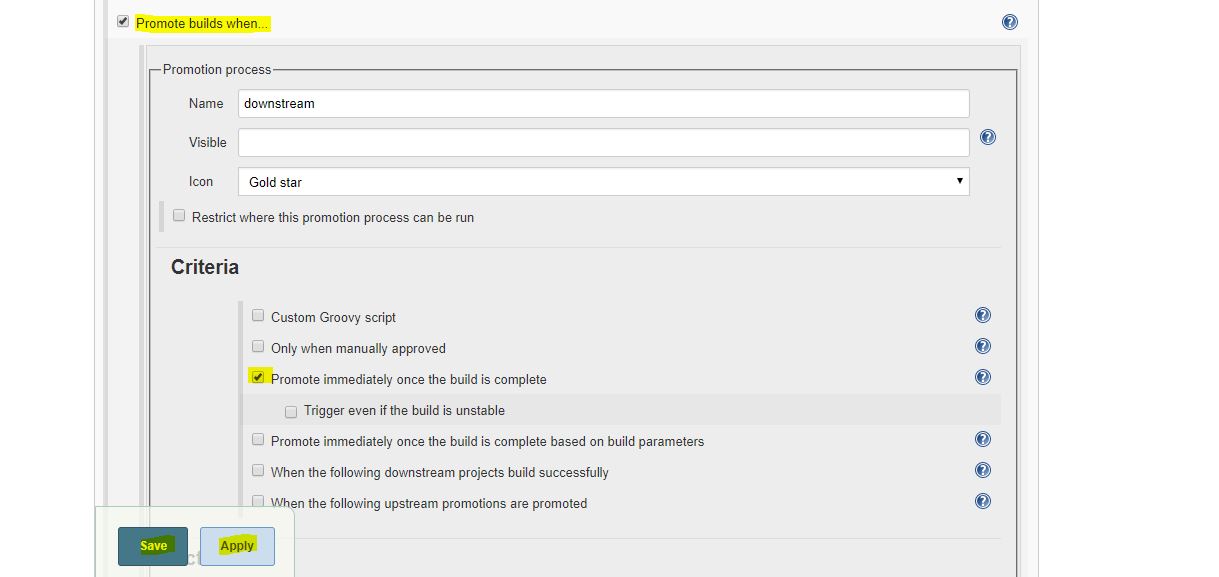 Promote builds when...
Promotion process
Name downstream
Visible
Icon Gold star
Restrict where this promotion process can be run
Criteria
Custom Groovy script
Only when manually approved
Promote immediately once the build is complete
Trigger even if the build is unstable
Promote immediately once the build is complete based on build parameters
When the following downstream projects build successfully
When the following upstream promotions are promoted
Save Apply